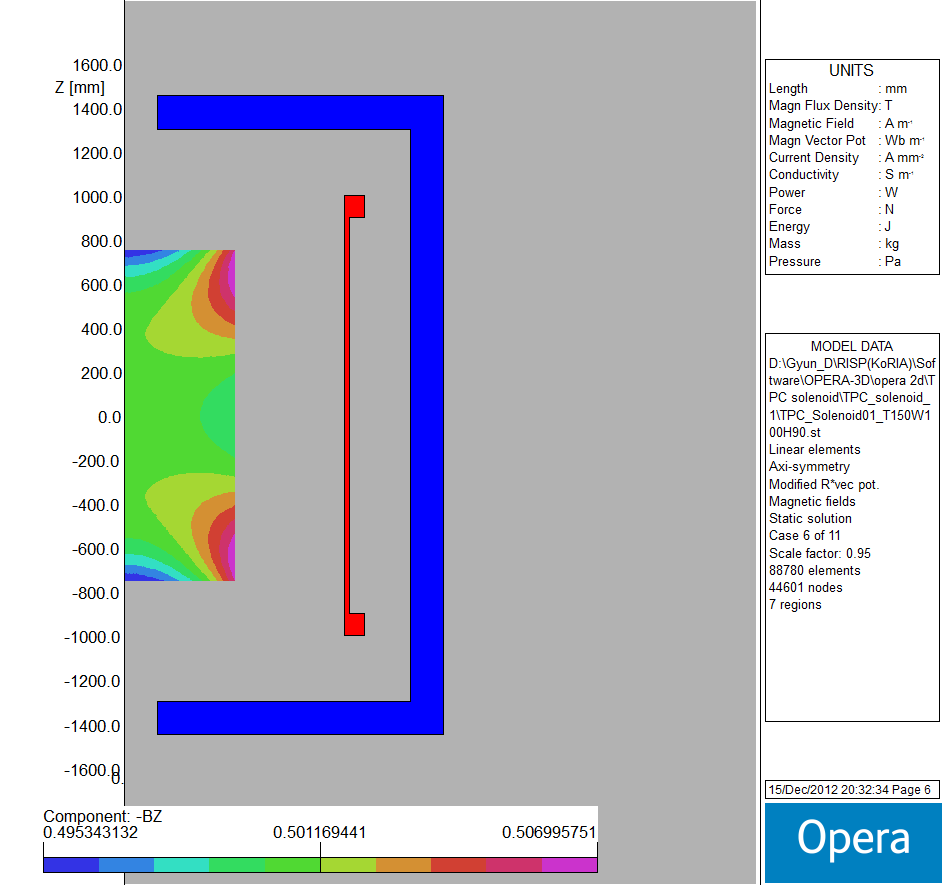 1600.0
Z [mm]
1400.0
1200.0
1000.0
800.0
600.0
400.0
200.0
0.0
-200.0
-400.0
-600.0
-800.0
-1000.0
-1200.0
-1400.0
-1600.0
0.
Component: -BZ
0.495343132 0.501169441 0.506995751
UNITS
Length : mm
Magn Flux Density: T
Magnetic Field : A m⁻¹
Magn Vector Pot : Wb m⁻¹
Current Density : A mm⁻²
Conductivity : S m⁻¹
Power : W
Force : N
Energy : J
Mass : kg
Pressure : Pa
MODEL DATA
D:\Gyun_D\RISP(KoRIA)\Sof
tware\OPERA-3D\opera 2d\T
PC solenoid\TPC_solenoid_
1\TPC_Solenoid01_T150W1
00H90.st
Linear elements
Axi-symmetry
Modified R*vec pot.
Magnetic fields
Static solution
Case 6 of 11
Scale factor: 0.95
88780 elements
44601 nodes
7 regions
15/Dec/2012 20:32:34 Page 6
Opera